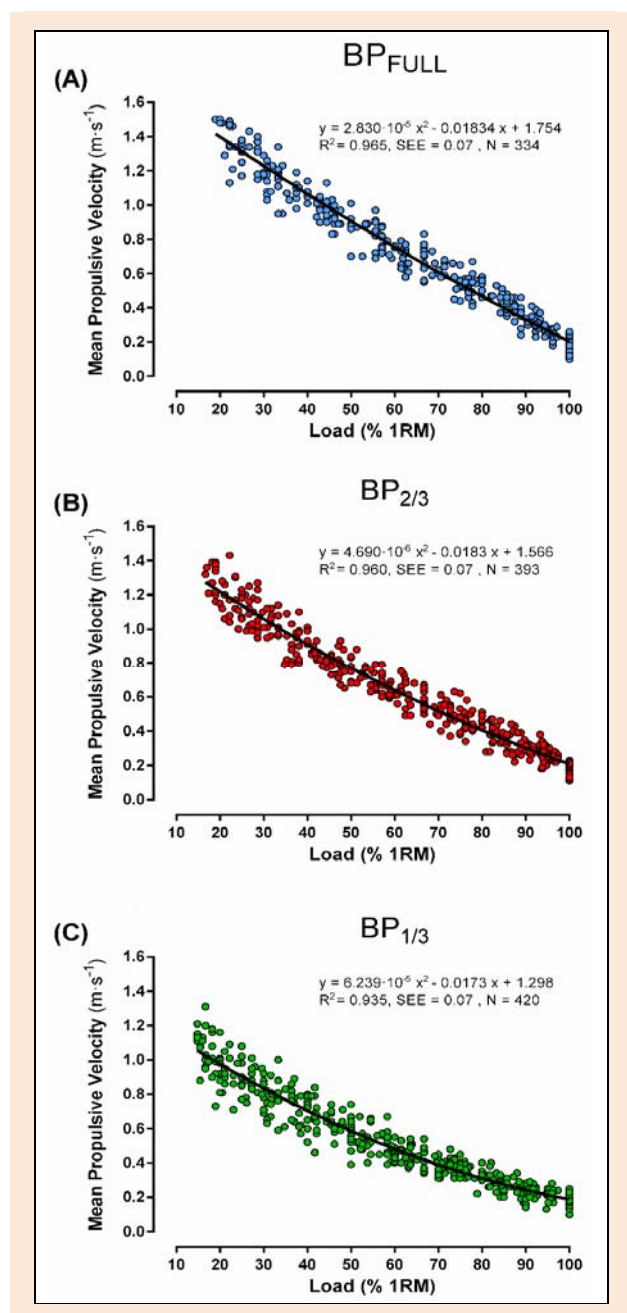 BP_FULL
(A)
1.6
1.4
1.2
1.0
0.8
0.6
0.4
0.2
0.0
Mean Propulsive Velocity (m·s⁻¹)
y = 2.830·10⁻⁵ x² - 0.01834 x + 1.754
R² = 0.965, SEE = 0.07 , N = 334
10 20 30 40 50 60 70 80 90 100
Load (% 1RM)
BP₂/₃
(B)
1.6
1.4
1.2
1.0
0.8
0.6
0.4
0.2
0.0
Mean Propulsive Velocity (m·s⁻¹)
y = 4.690·10⁻⁶ x² - 0.0183 x + 1.566
R² = 0.960, SEE = 0.07 , N = 393
10 20 30 40 50 60 70 80 90 100
Load (% 1RM)
BP₁/₃
(C)
1.6
1.4
1.2
1.0
0.8
0.6
0.4
0.2
0.0
Mean Propulsive Velocity (m·s⁻¹)
y = 6.239·10⁻⁵ x² - 0.0173 x + 1.298
R² = 0.935, SEE = 0.07 , N = 420
10 20 30 40 50 60 70 80 90 100
Load (% 1RM)